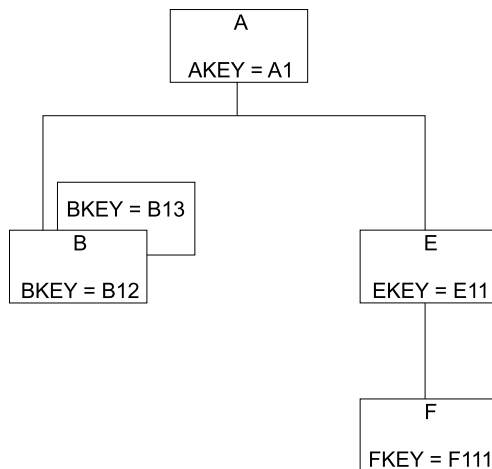 A
AKEY = A1
BKEY = B13
B
BKEY = B12
E
EKEY = E11
F
FKEY = F111